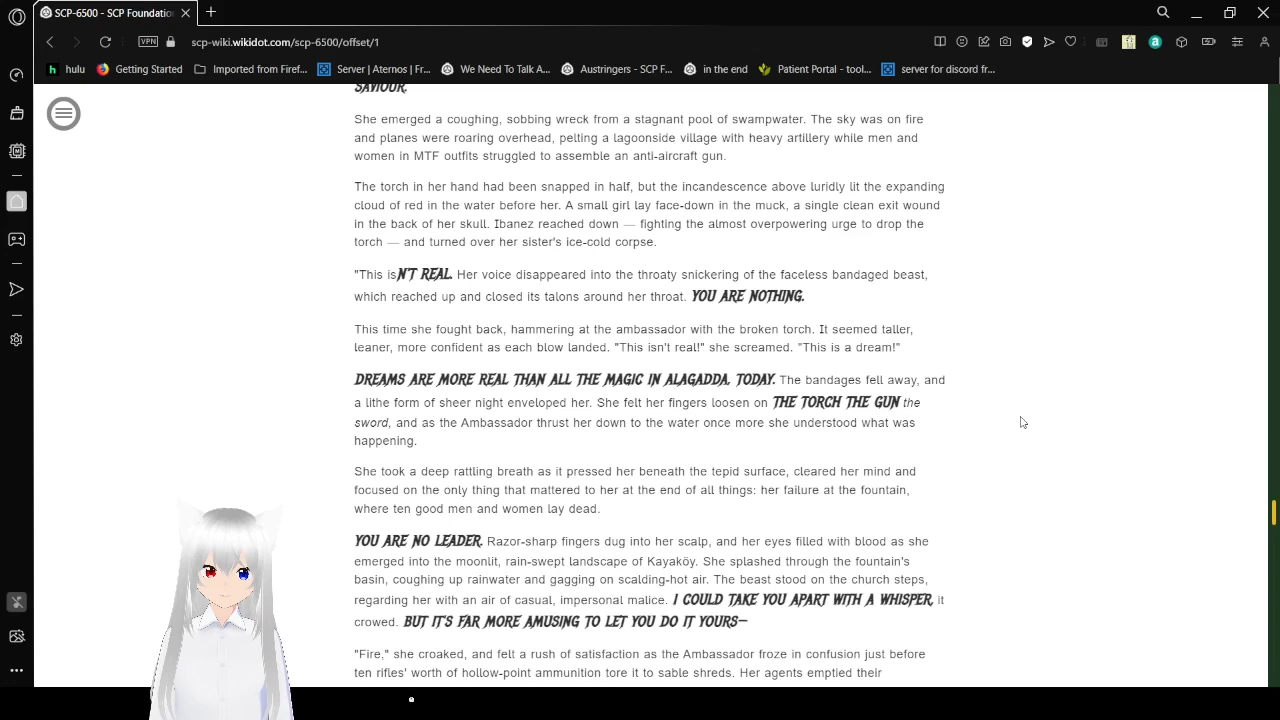 SCP-6500 - SCP Foundatio
scp-wiki.wikidot.com/scp-6500/offset/1
VPN
hulu
Getting Started
Imported from Firef...
Server | Aternos | Fr...
We Need To Talk A...
Austringers - SCP F...
in the end
Patient Portal - tool...
server for discord fr...
SAVIOUR.
She emerged a coughing, sobbing wreck from a stagnant pool of swampwater. The sky was on fire
and planes were roaring overhead, pelting a lagoonside village with heavy artillery while men and
women in MTF outfits struggled to assemble an anti-aircraft gun.
The torch in her hand had been snapped in half, but the incandescence above luridly lit the expanding
cloud of red in the water before her. A small girl lay face-down in the muck, a single clean exit wound
in the back of her skull. Ibanez reached down — fighting the almost overpowering urge to drop the
torch — and turned over her sister's ice-cold corpse.
"This isN'T REAL. Her voice disappeared into the throaty snickering of the faceless bandaged beast,
which reached up and closed its talons around her throat. YOU ARE NOTHING.
This time she fought back, hammering at the ambassador with the broken torch. It seemed taller,
leaner, more confident as each blow landed. "This isn't real!" she screamed. "This is a dream!"
DREAMS ARE MORE REAL THAN ALL THE MAGIC IN ALAGADDA, TODAY. The bandages fell away, and
a lithe form of sheer night enveloped her. She felt her fingers loosen on THE TORCH THE GUN the
sword, and as the Ambassador thrust her down to the water once more she understood what was
happening.
She took a deep rattling breath as it pressed her beneath the tepid surface, cleared her mind and
focused on the only thing that mattered to her at the end of all things: her failure at the fountain,
where ten good men and women lay dead.
YOU ARE NO LEADER. Razor-sharp fingers dug into her scalp, and her eyes filled with blood as she
emerged into the moonlit, rain-swept landscape of Kayaköy. She splashed through the fountain's
basin, coughing up rainwater and gagging on scalding-hot air. The beast stood on the church steps,
regarding her with an air of casual, impersonal malice. I COULD TAKE YOU APART WITH A WHISPER, it
crowed. BUT IT'S FAR MORE AMUSING TO LET YOU DO IT YOURS—
"Fire," she croaked, and felt a rush of satisfaction as the Ambassador froze in confusion just before
ten rifles' worth of hollow-point ammunition tore it to sable shreds. Her agents emptied their